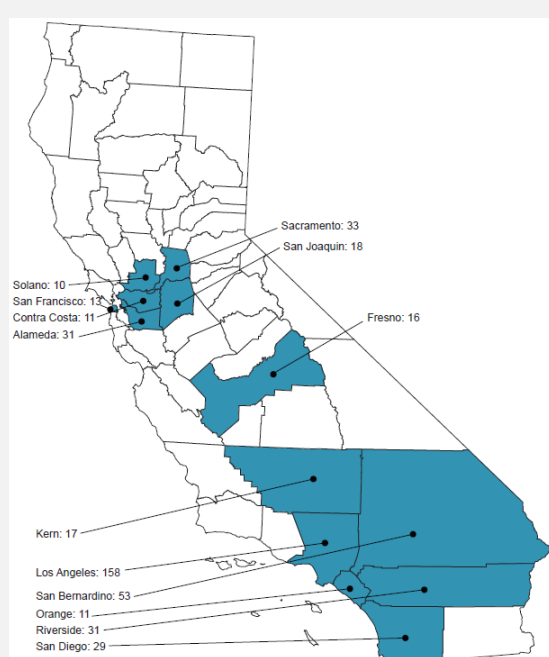 Sacramento: 33
San Joaquin: 18
Solano: 10
San Francisco: 13
Contra Costa: 11
Alameda: 31
Fresno: 16
Kern: 17
Los Angeles: 158
San Bernardino: 53
Orange: 11
Riverside: 31
San Diego: 29